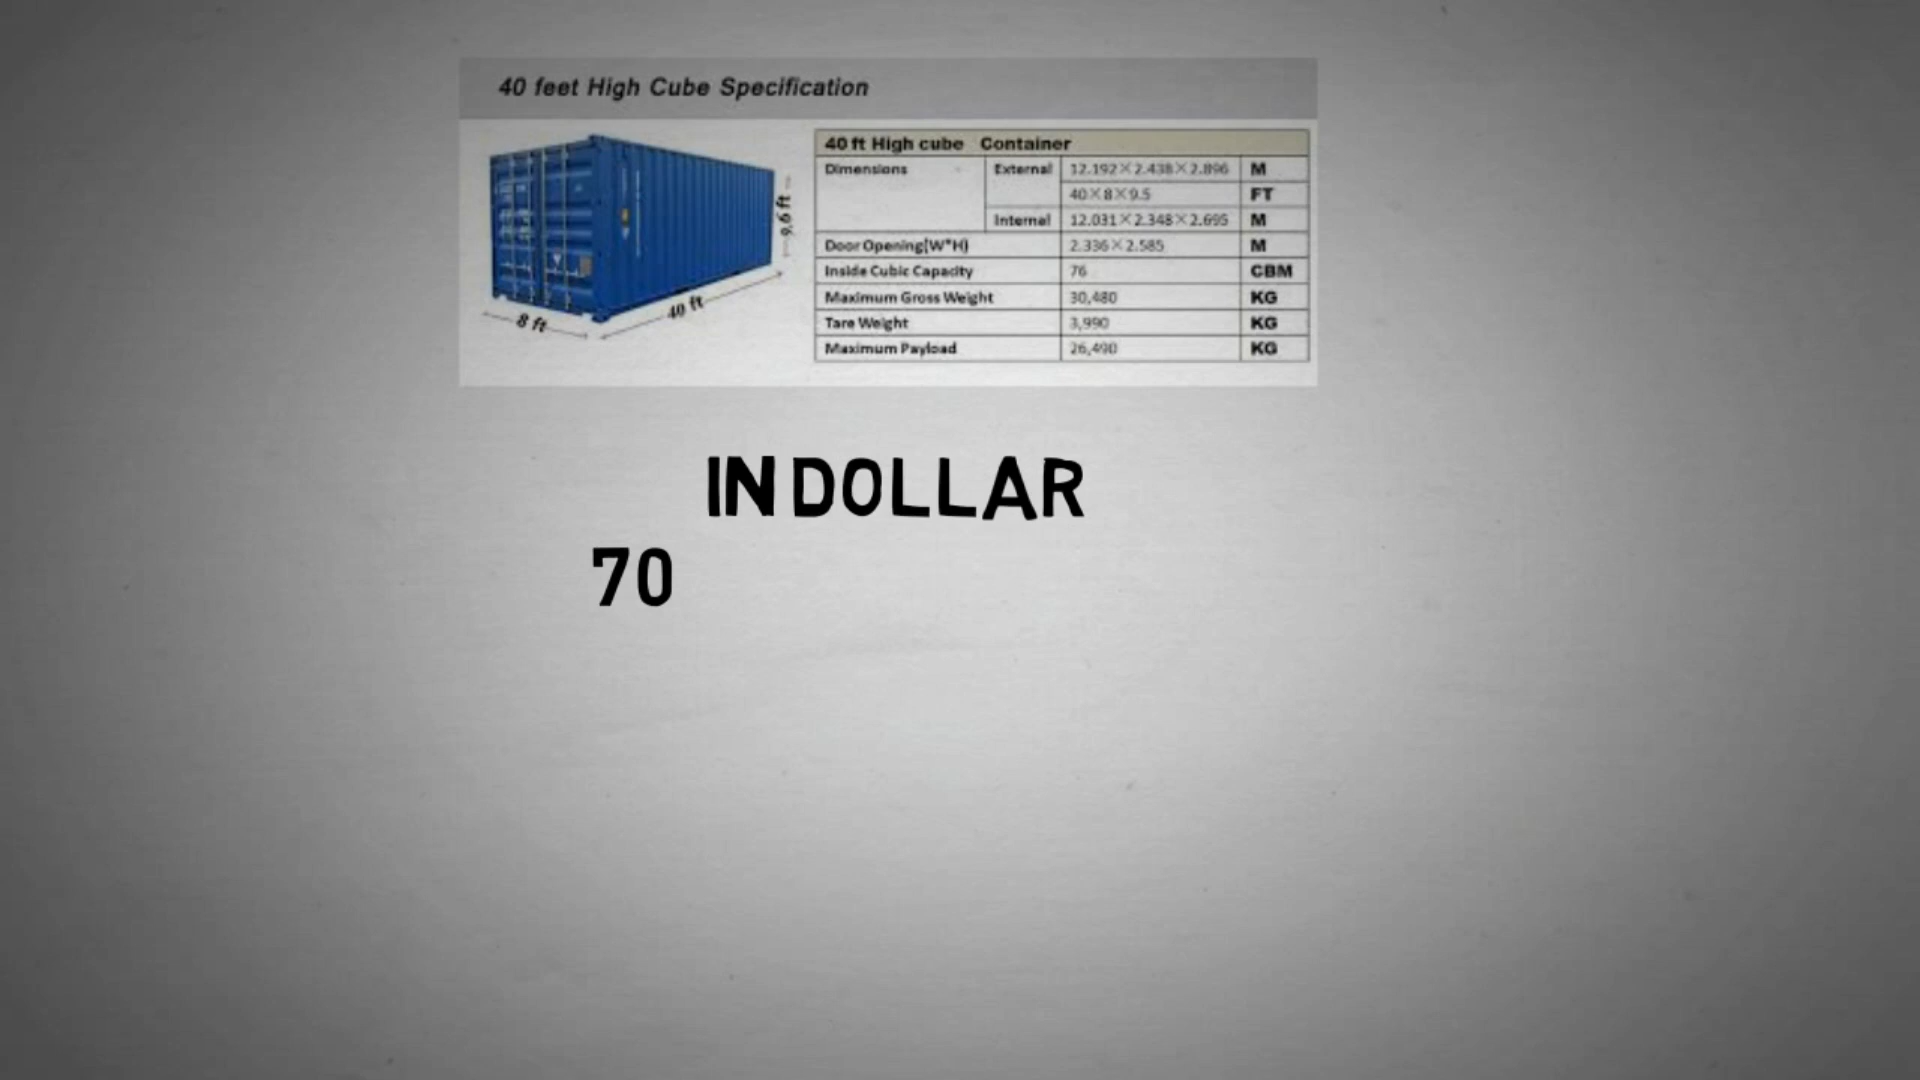 40 feet High Cube Specification
40 ft High cube Container
Dimensions External 12.192×2.438×2.896 M
40×8×9.5 FT
Internal 12.031×2.348×2.695 M
Door Opening(W*H) 2.336×2.585 M
Inside Cubic Capacity 76 CBM
Maximum Gross Weight 30,480 KG
Tare Weight 3,990 KG
Maximum Payload 26,490 KG
9.6 ft
40 ft
8 ft
IN DOLLAR
70